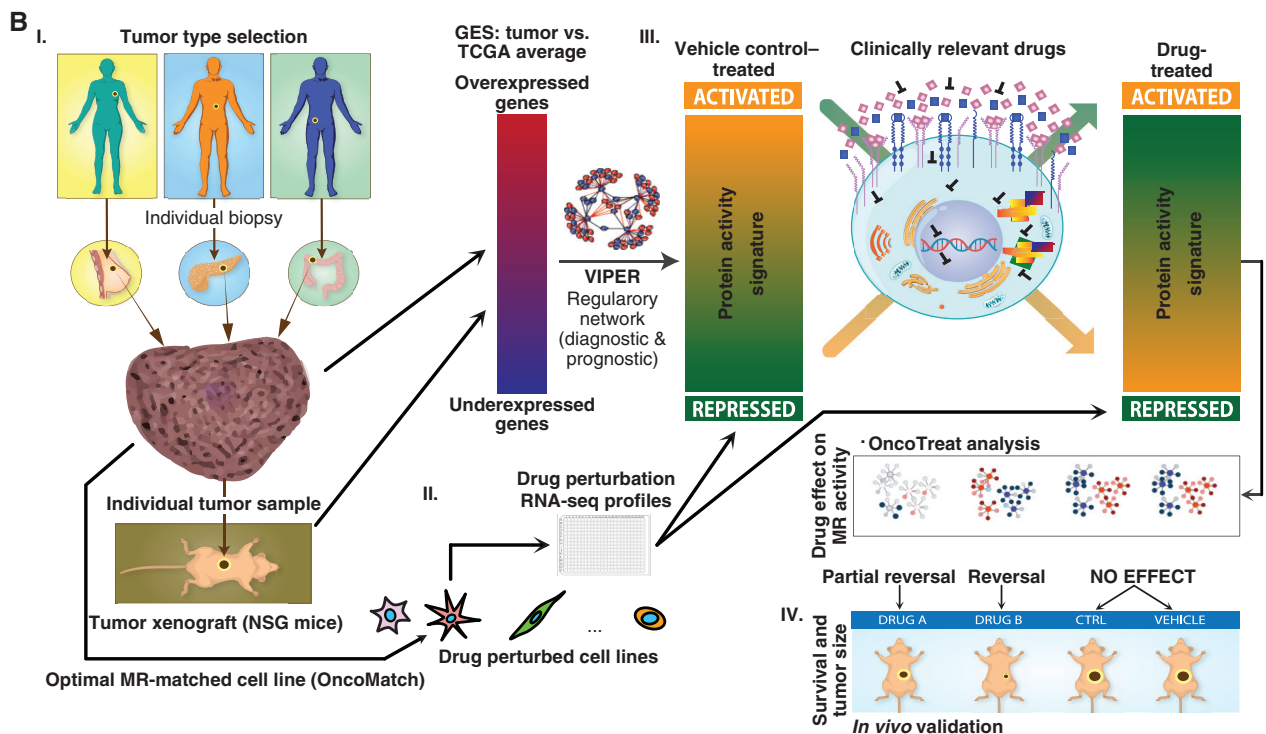 B
I.
Tumor type selection
Individual biopsy
Individual tumor sample
Tumor xenograft (NSG mice)
Optimal MR-matched cell line (OncoMatch)
GES: tumor vs.
TCGA average
Overexpressed
genes
Underexpressed
genes
VIPER
Regularory
network
(diagnostic &
prognostic)
II.
Drug perturbation
RNA-seq profiles
...
Drug perturbed cell lines
III.
Vehicle control–
treated
ACTIVATED
Protein activity
signature
REPRESSED
Clinically relevant drugs
Drug-
treated
ACTIVATED
Protein activity
signature
REPRESSED
· OncoTreat analysis
Drug effect on
MR activity
Partial reversal
Reversal
NO EFFECT
IV.
DRUG A
DRUG B
CTRL
VEHICLE
Survival and
tumor size
In vivo validation